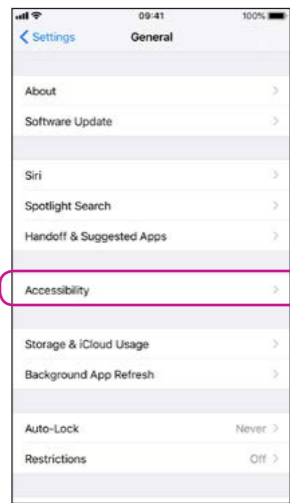 09:41 100%
Settings General
About
Software Update
Siri
Spotlight Search
Handoff & Suggested Apps
Accessibility
Storage & iCloud Usage
Background App Refresh
Auto-Lock Never
Restrictions Off